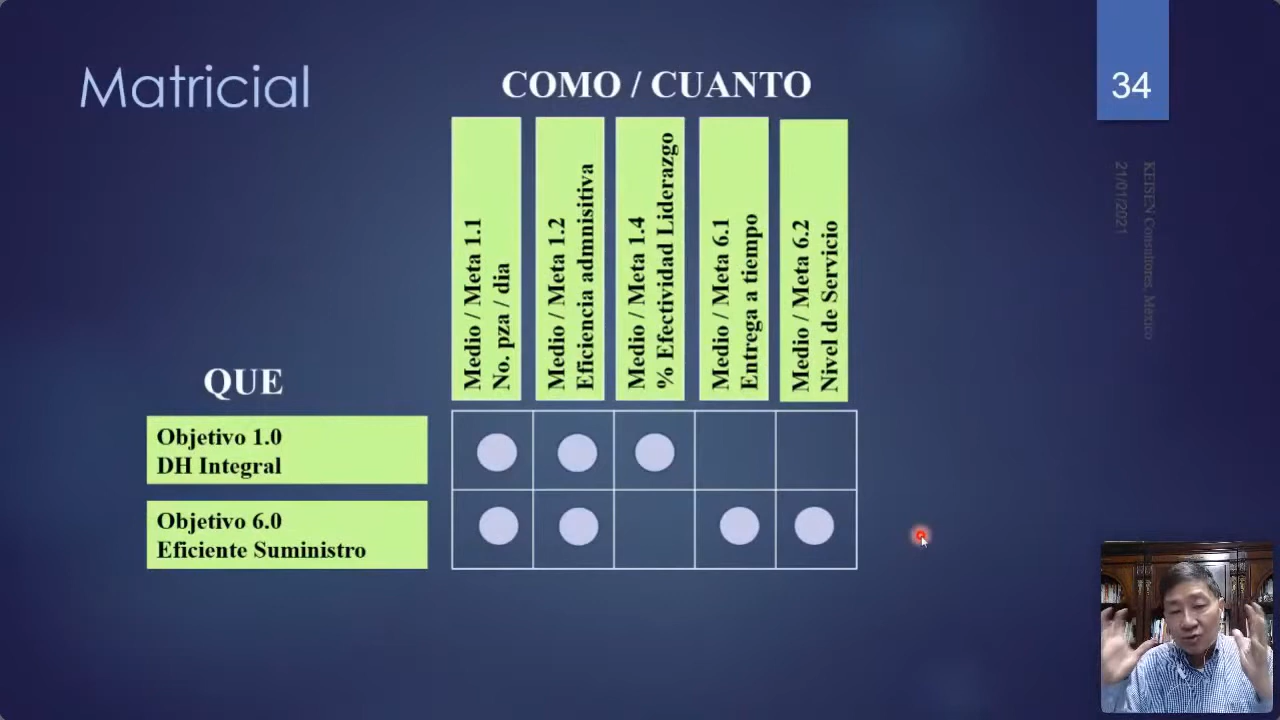 Matricial
COMO / CUANTO
34
KEISEN Consultores, México
21/01/2021
Medio / Meta 1.1
No. pza / dia
Medio / Meta 1.2
Eficiencia admnisitiva
Medio / Meta 1.4
% Efectividad Liderazgo
Medio / Meta 6.1
Entrega a tiempo
Medio / Meta 6.2
Nivel de Servicio
QUE
Objetivo 1.0
DH Integral
Objetivo 6.0
Eficiente Suministro